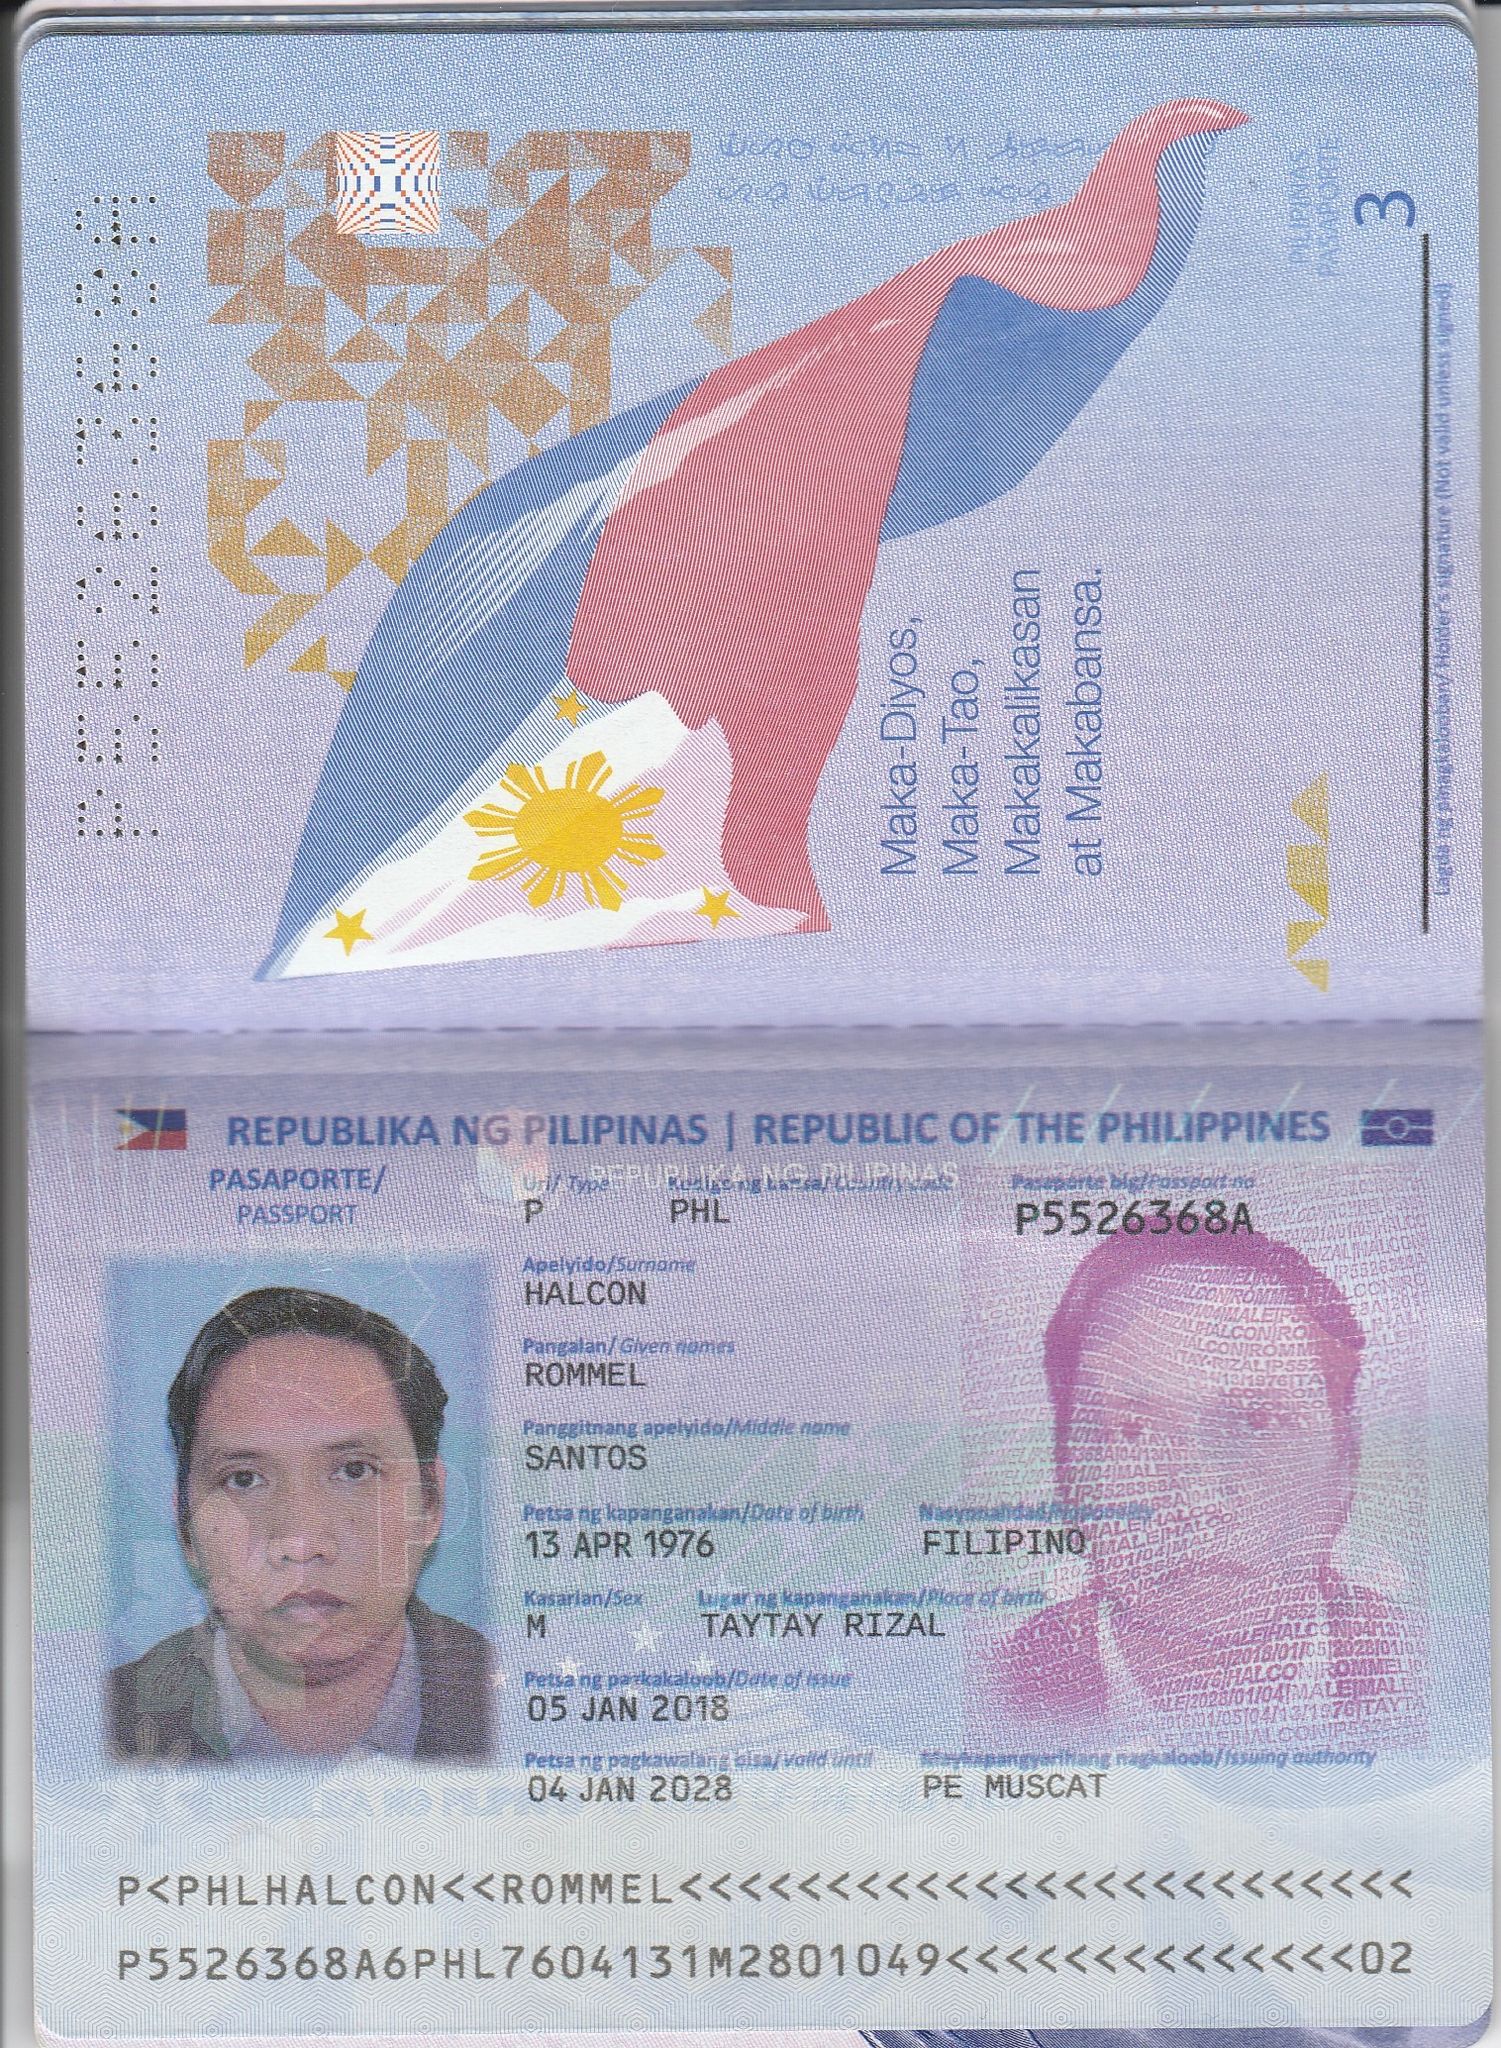 P5526368A
PILIPINAS
PASAPORTE
3
Maka-Diyos,
Maka-Tao,
Makakalikasan
at Makabansa.
Lagda ng pinagkalooban/ Holder's signature (Not valid unless signed)
REPUBLIKA NG PILIPINAS | REPUBLIC OF THE PHILIPPINES
REPUBLIKA NG PILIPINAS
PASAPORTE/
PASSPORT
Uri/ Type
Kodigo ng bansa/ Country code
Pasaporte blg/Passport no
P
PHL
P5526368A
Apelyido/Surname
HALCON
Pangalan/Given names
ROMMEL
Panggitnang apelyido/Middle name
SANTOS
Petsa ng kapanganakan/Date of birth
Nasyonalidad/Nationality
13 APR 1976
FILIPINO
Kasarian/Sex
Lugar ng kapanganakan/Place of birth
M
TAYTAY RIZAL
Petsa ng pagkakaloob/Date of issue
05 JAN 2018
Petsa ng pagkawalang bisa/Valid until
Maykapangyarihang nagkaloob/Issuing authority
04 JAN 2028
PE MUSCAT
P<PHLHALCON<<ROMMEL<<<<<<<<<<<<<<<<<<<<<<<<<
P5526368A6PHL7604131M2801049<<<<<<<<<<<<<<02